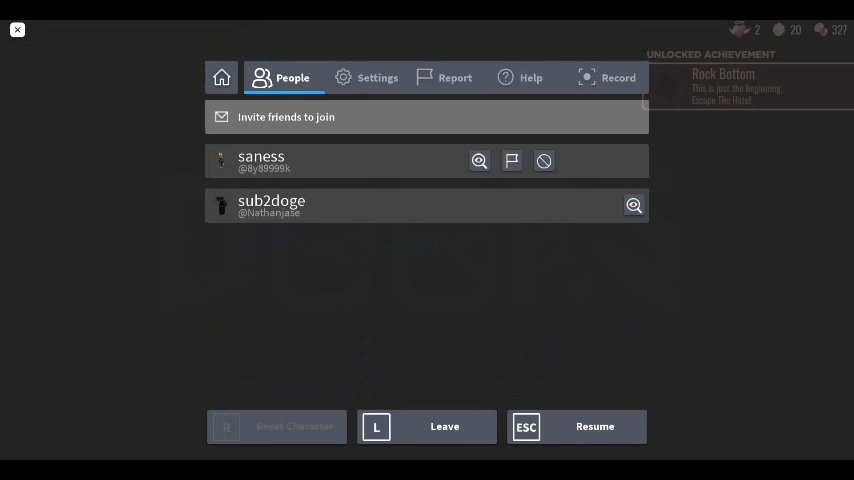 2 20 327
UNLOCKED ACHIEVEMENT
Rock Bottom
This is just the beginning.
Escape The Hotel
People Settings Report Help Record
Invite friends to join
saness
@8y89999k
sub2doge
@Nathanjase
DOORS
R Reset Character L Leave ESC Resume